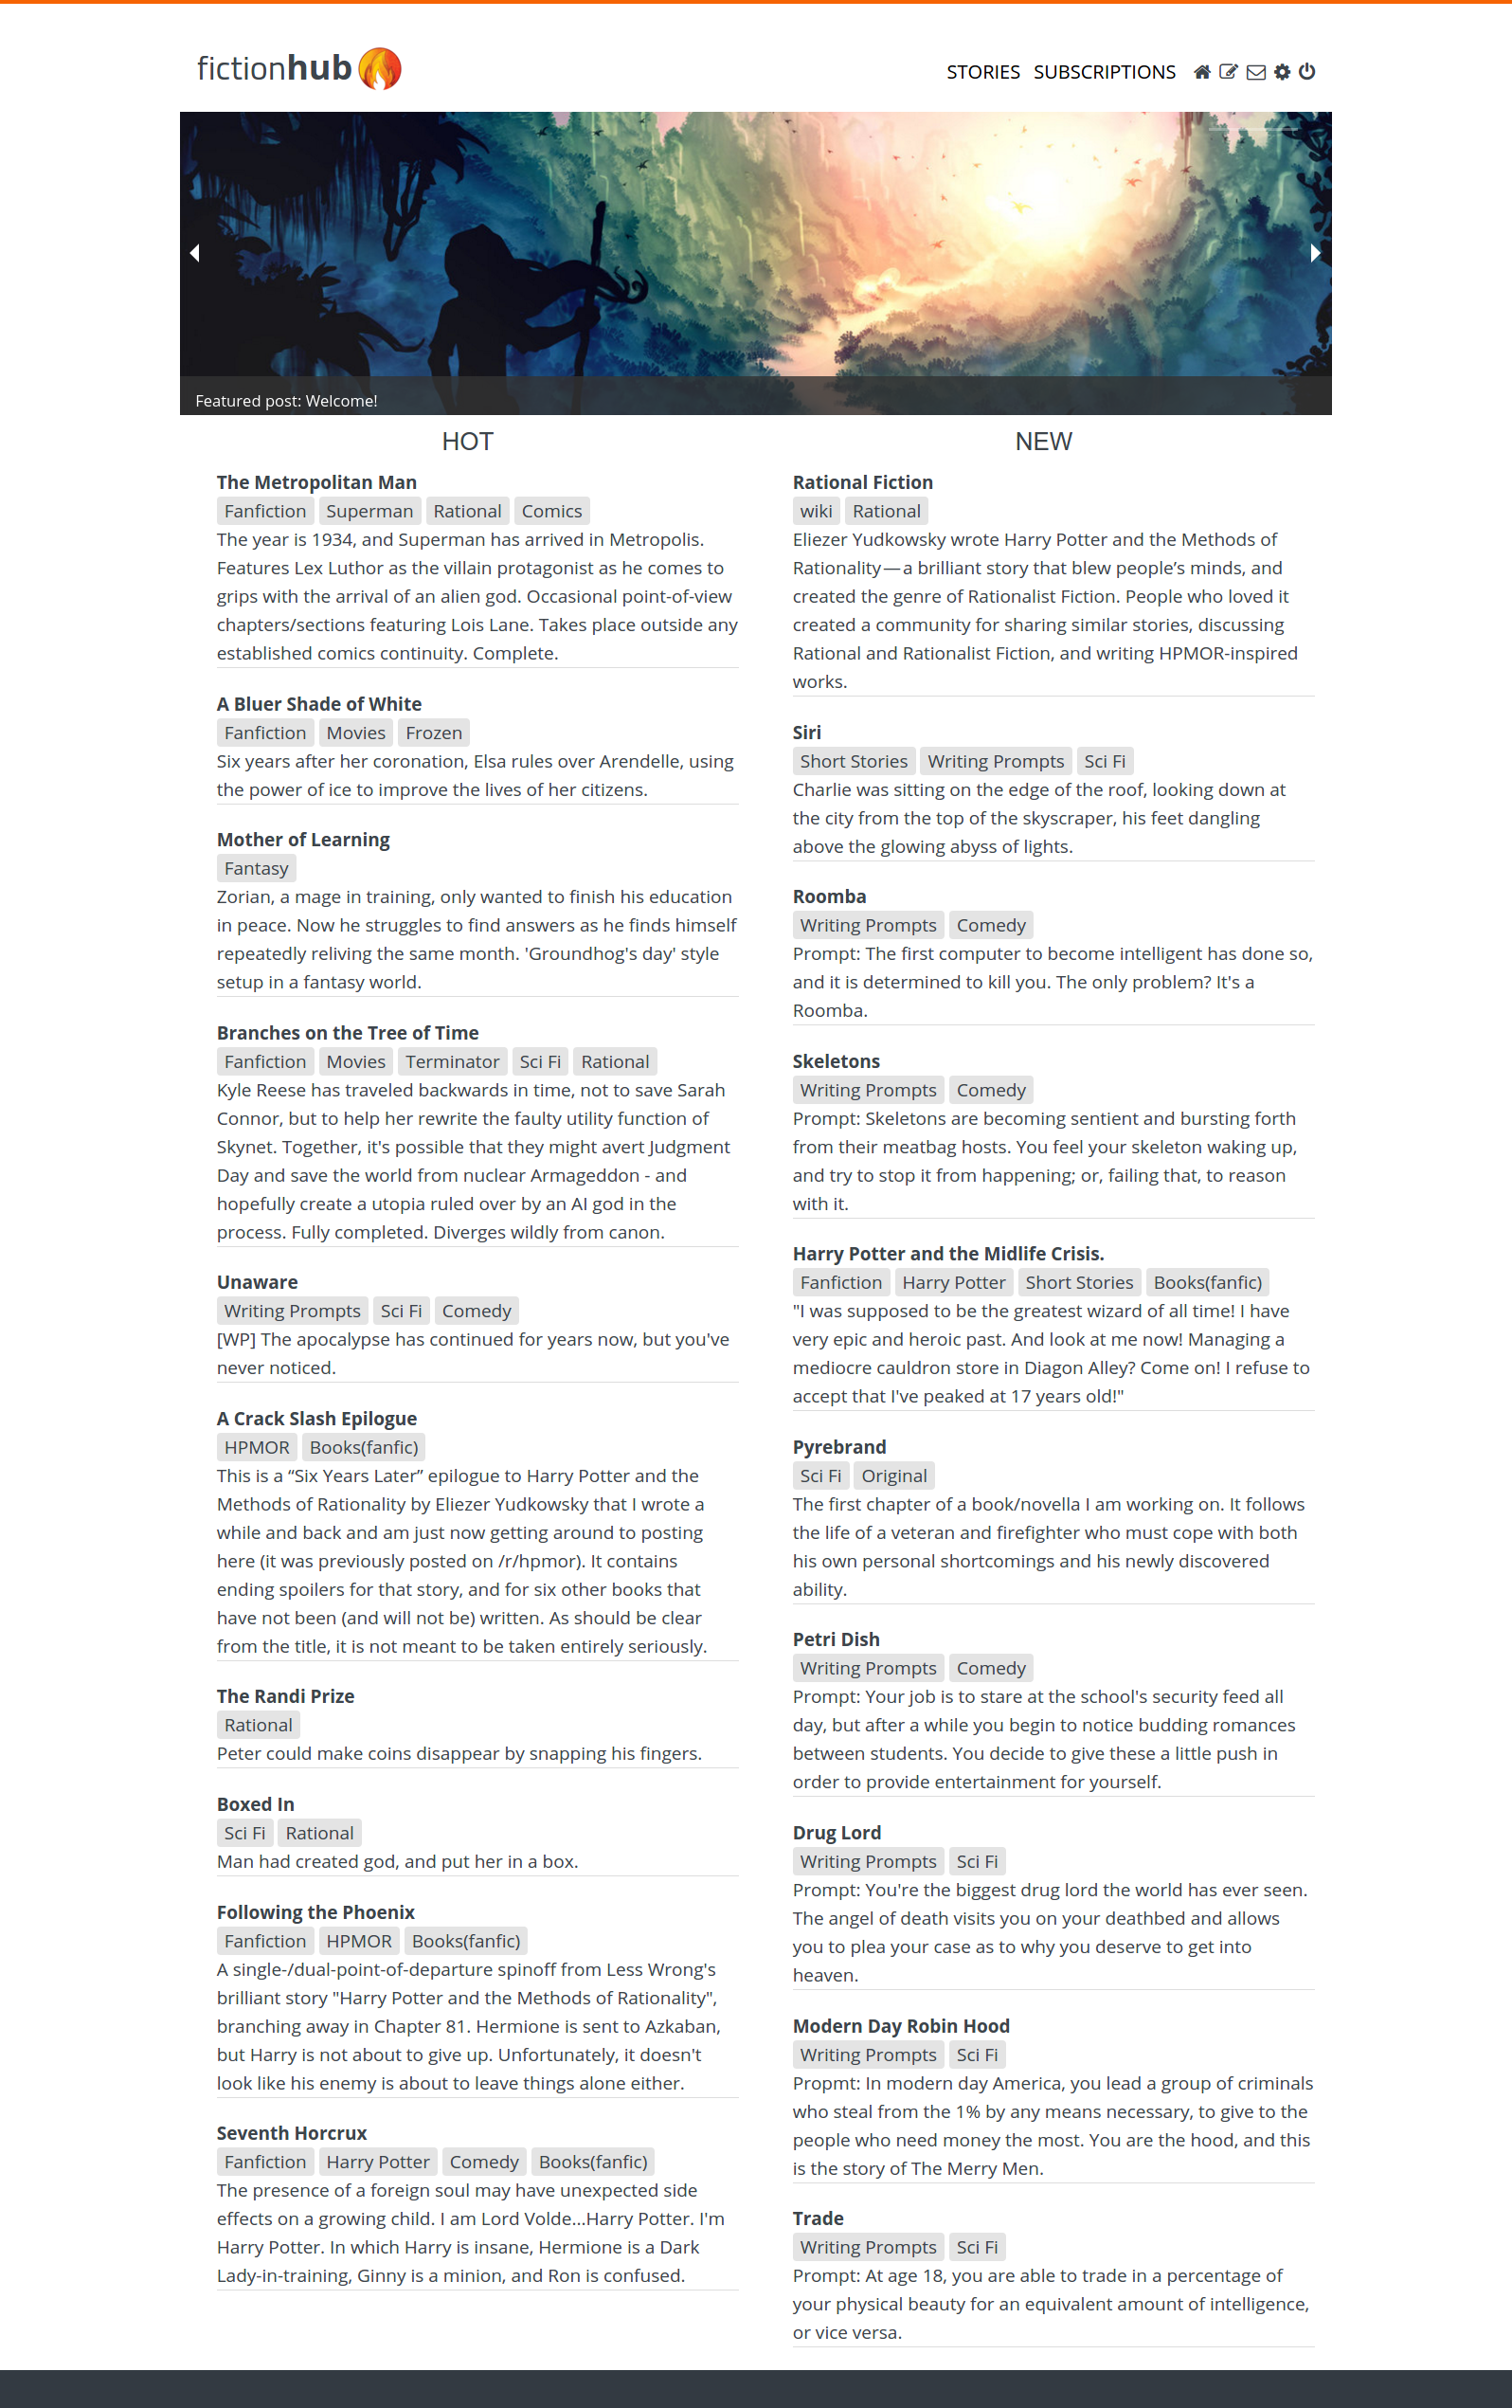 fictionhub
STORIES SUBSCRIPTIONS
Featured post: Welcome!
HOT
The Metropolitan Man
Fanfiction Superman Rational Comics
The year is 1934, and Superman has arrived in Metropolis.
Features Lex Luthor as the villain protagonist as he comes to
grips with the arrival of an alien god. Occasional point-of-view
chapters/sections featuring Lois Lane. Takes place outside any
established comics continuity. Complete.
A Bluer Shade of White
Fanfiction Movies Frozen
Six years after her coronation, Elsa rules over Arendelle, using
the power of ice to improve the lives of her citizens.
Mother of Learning
Fantasy
Zorian, a mage in training, only wanted to finish his education
in peace. Now he struggles to find answers as he finds himself
repeatedly reliving the same month. 'Groundhog's day' style
setup in a fantasy world.
Branches on the Tree of Time
Fanfiction Movies Terminator Sci Fi Rational
Kyle Reese has traveled backwards in time, not to save Sarah
Connor, but to help her rewrite the faulty utility function of
Skynet. Together, it's possible that they might avert Judgment
Day and save the world from nuclear Armageddon - and
hopefully create a utopia ruled over by an AI god in the
process. Fully completed. Diverges wildly from canon.
Unaware
Writing Prompts Sci Fi Comedy
[WP] The apocalypse has continued for years now, but you've
never noticed.
A Crack Slash Epilogue
HPMOR Books(fanfic)
This is a “Six Years Later” epilogue to Harry Potter and the
Methods of Rationality by Eliezer Yudkowsky that I wrote a
while and back and am just now getting around to posting
here (it was previously posted on /r/hpmor). It contains
ending spoilers for that story, and for six other books that
have not been (and will not be) written. As should be clear
from the title, it is not meant to be taken entirely seriously.
The Randi Prize
Rational
Peter could make coins disappear by snapping his fingers.
Boxed In
Sci Fi Rational
Man had created god, and put her in a box.
Following the Phoenix
Fanfiction HPMOR Books(fanfic)
A single-/dual-point-of-departure spinoff from Less Wrong's
brilliant story "Harry Potter and the Methods of Rationality",
branching away in Chapter 81. Hermione is sent to Azkaban,
but Harry is not about to give up. Unfortunately, it doesn't
look like his enemy is about to leave things alone either.
Seventh Horcrux
Fanfiction Harry Potter Comedy Books(fanfic)
The presence of a foreign soul may have unexpected side
effects on a growing child. I am Lord Volde...Harry Potter. I'm
Harry Potter. In which Harry is insane, Hermione is a Dark
Lady-in-training, Ginny is a minion, and Ron is confused.
NEW
Rational Fiction
wiki Rational
Eliezer Yudkowsky wrote Harry Potter and the Methods of
Rationality — a brilliant story that blew people’s minds, and
created the genre of Rationalist Fiction. People who loved it
created a community for sharing similar stories, discussing
Rational and Rationalist Fiction, and writing HPMOR-inspired
works.
Siri
Short Stories Writing Prompts Sci Fi
Charlie was sitting on the edge of the roof, looking down at
the city from the top of the skyscraper, his feet dangling
above the glowing abyss of lights.
Roomba
Writing Prompts Comedy
Prompt: The first computer to become intelligent has done so,
and it is determined to kill you. The only problem? It's a
Roomba.
Skeletons
Writing Prompts Comedy
Prompt: Skeletons are becoming sentient and bursting forth
from their meatbag hosts. You feel your skeleton waking up,
and try to stop it from happening; or, failing that, to reason
with it.
Harry Potter and the Midlife Crisis.
Fanfiction Harry Potter Short Stories Books(fanfic)
"I was supposed to be the greatest wizard of all time! I have
very epic and heroic past. And look at me now! Managing a
mediocre cauldron store in Diagon Alley? Come on! I refuse to
accept that I've peaked at 17 years old!"
Pyrebrand
Sci Fi Original
The first chapter of a book/novella I am working on. It follows
the life of a veteran and firefighter who must cope with both
his own personal shortcomings and his newly discovered
ability.
Petri Dish
Writing Prompts Comedy
Prompt: Your job is to stare at the school's security feed all
day, but after a while you begin to notice budding romances
between students. You decide to give these a little push in
order to provide entertainment for yourself.
Drug Lord
Writing Prompts Sci Fi
Prompt: You're the biggest drug lord the world has ever seen.
The angel of death visits you on your deathbed and allows
you to plea your case as to why you deserve to get into
heaven.
Modern Day Robin Hood
Writing Prompts Sci Fi
Propmt: In modern day America, you lead a group of criminals
who steal from the 1% by any means necessary, to give to the
people who need money the most. You are the hood, and this
is the story of The Merry Men.
Trade
Writing Prompts Sci Fi
Prompt: At age 18, you are able to trade in a percentage of
your physical beauty for an equivalent amount of intelligence,
or vice versa.